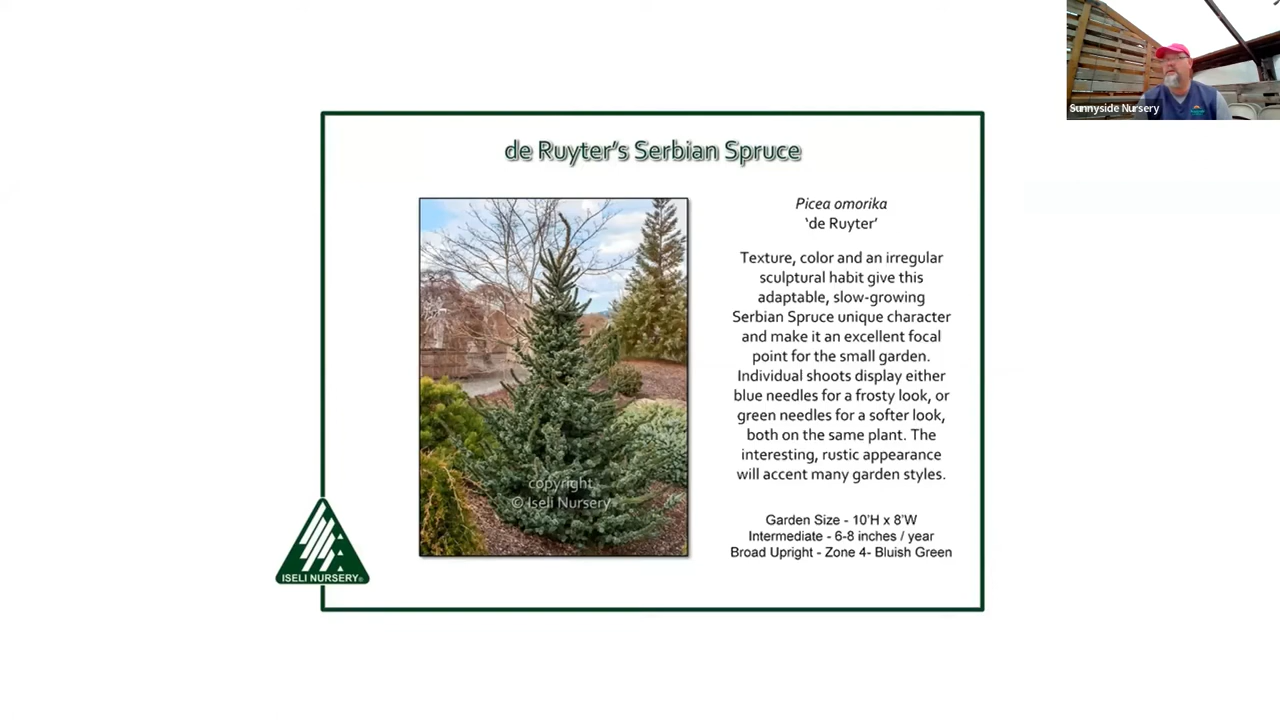 Sunnyside Nursery
de Ruyter's Serbian Spruce
Picea omorika
‘de Ruyter’
Texture, color and an irregular
sculptural habit give this
adaptable, slow-growing
Serbian Spruce unique character
and make it an excellent focal
point for the small garden.
Individual shoots display either
blue needles for a frosty look, or
green needles for a softer look,
both on the same plant. The
interesting, rustic appearance
will accent many garden styles.
copyright
© Iseli Nursery
Garden Size - 10'H x 8'W
Intermediate - 6-8 inches / year
Broad Upright - Zone 4- Bluish Green
ISELI NURSERY®